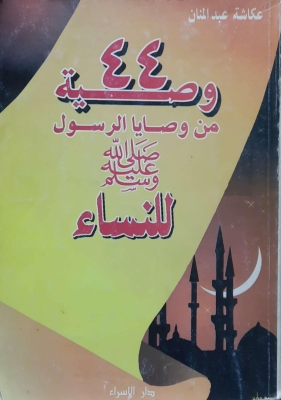 عكاشة عبد المنان
٤٤
وصية
من وصايا الرسول
صلى الله
عليه
وسلم
للنساء
دار الإسراء